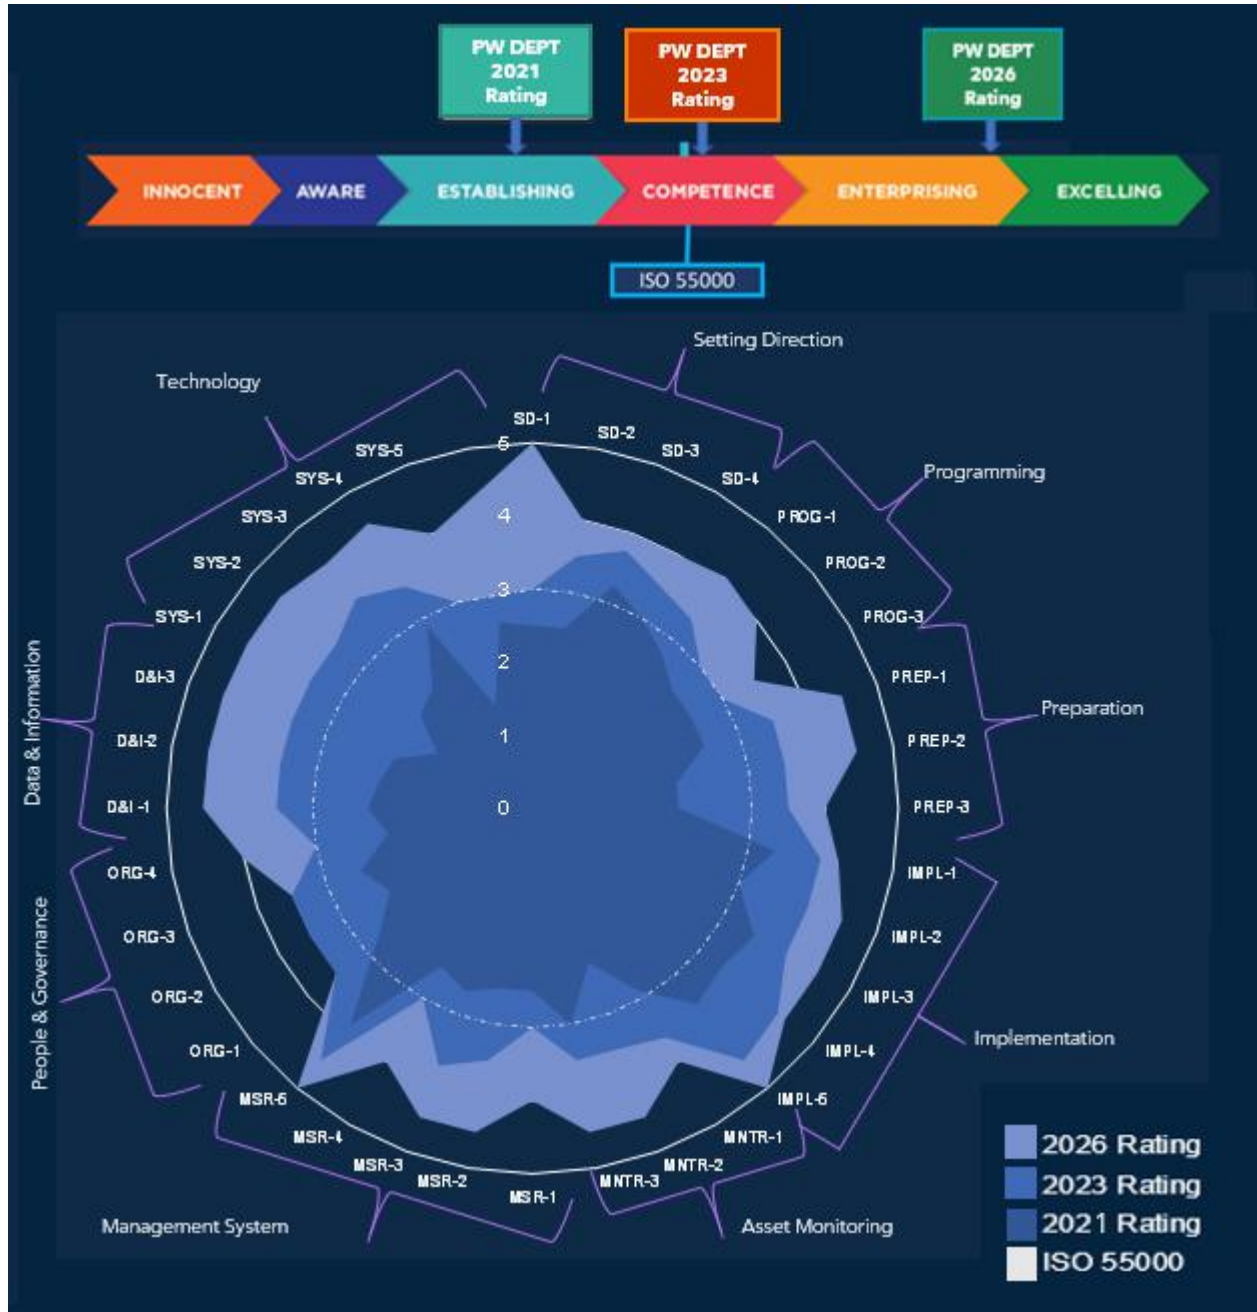 PW DEPT
2021
Rating
PW DEPT
2023
Rating
PW DEPT
2026
Rating
INNOCENT
AWARE
ESTABLISHING
COMPETENCE
ENTERPRISING
EXCELLING
ISO 55000
Setting Direction
Technology
Programming
Data & Information
Preparation
People & Governance
Implementation
Management System
Asset Monitoring
SD-1
SD-2
SD-3
SD-4
PROG-1
PROG-2
PROG-3
PREP-1
PREP-2
PREP-3
IMPL-1
IMPL-2
IMPL-3
IMPL-4
IMPL-5
MNTR-1
MNTR-2
MNTR-3
MSR-1
MSR-2
MSR-3
MSR-4
MSR-5
ORG-1
ORG-2
ORG-3
ORG-4
D&I-1
D&I-2
D&I-3
SYS-1
SYS-2
SYS-3
SYS-4
SYS-5
5
4
3
2
1
0
2026 Rating
2023 Rating
2021 Rating
ISO 55000